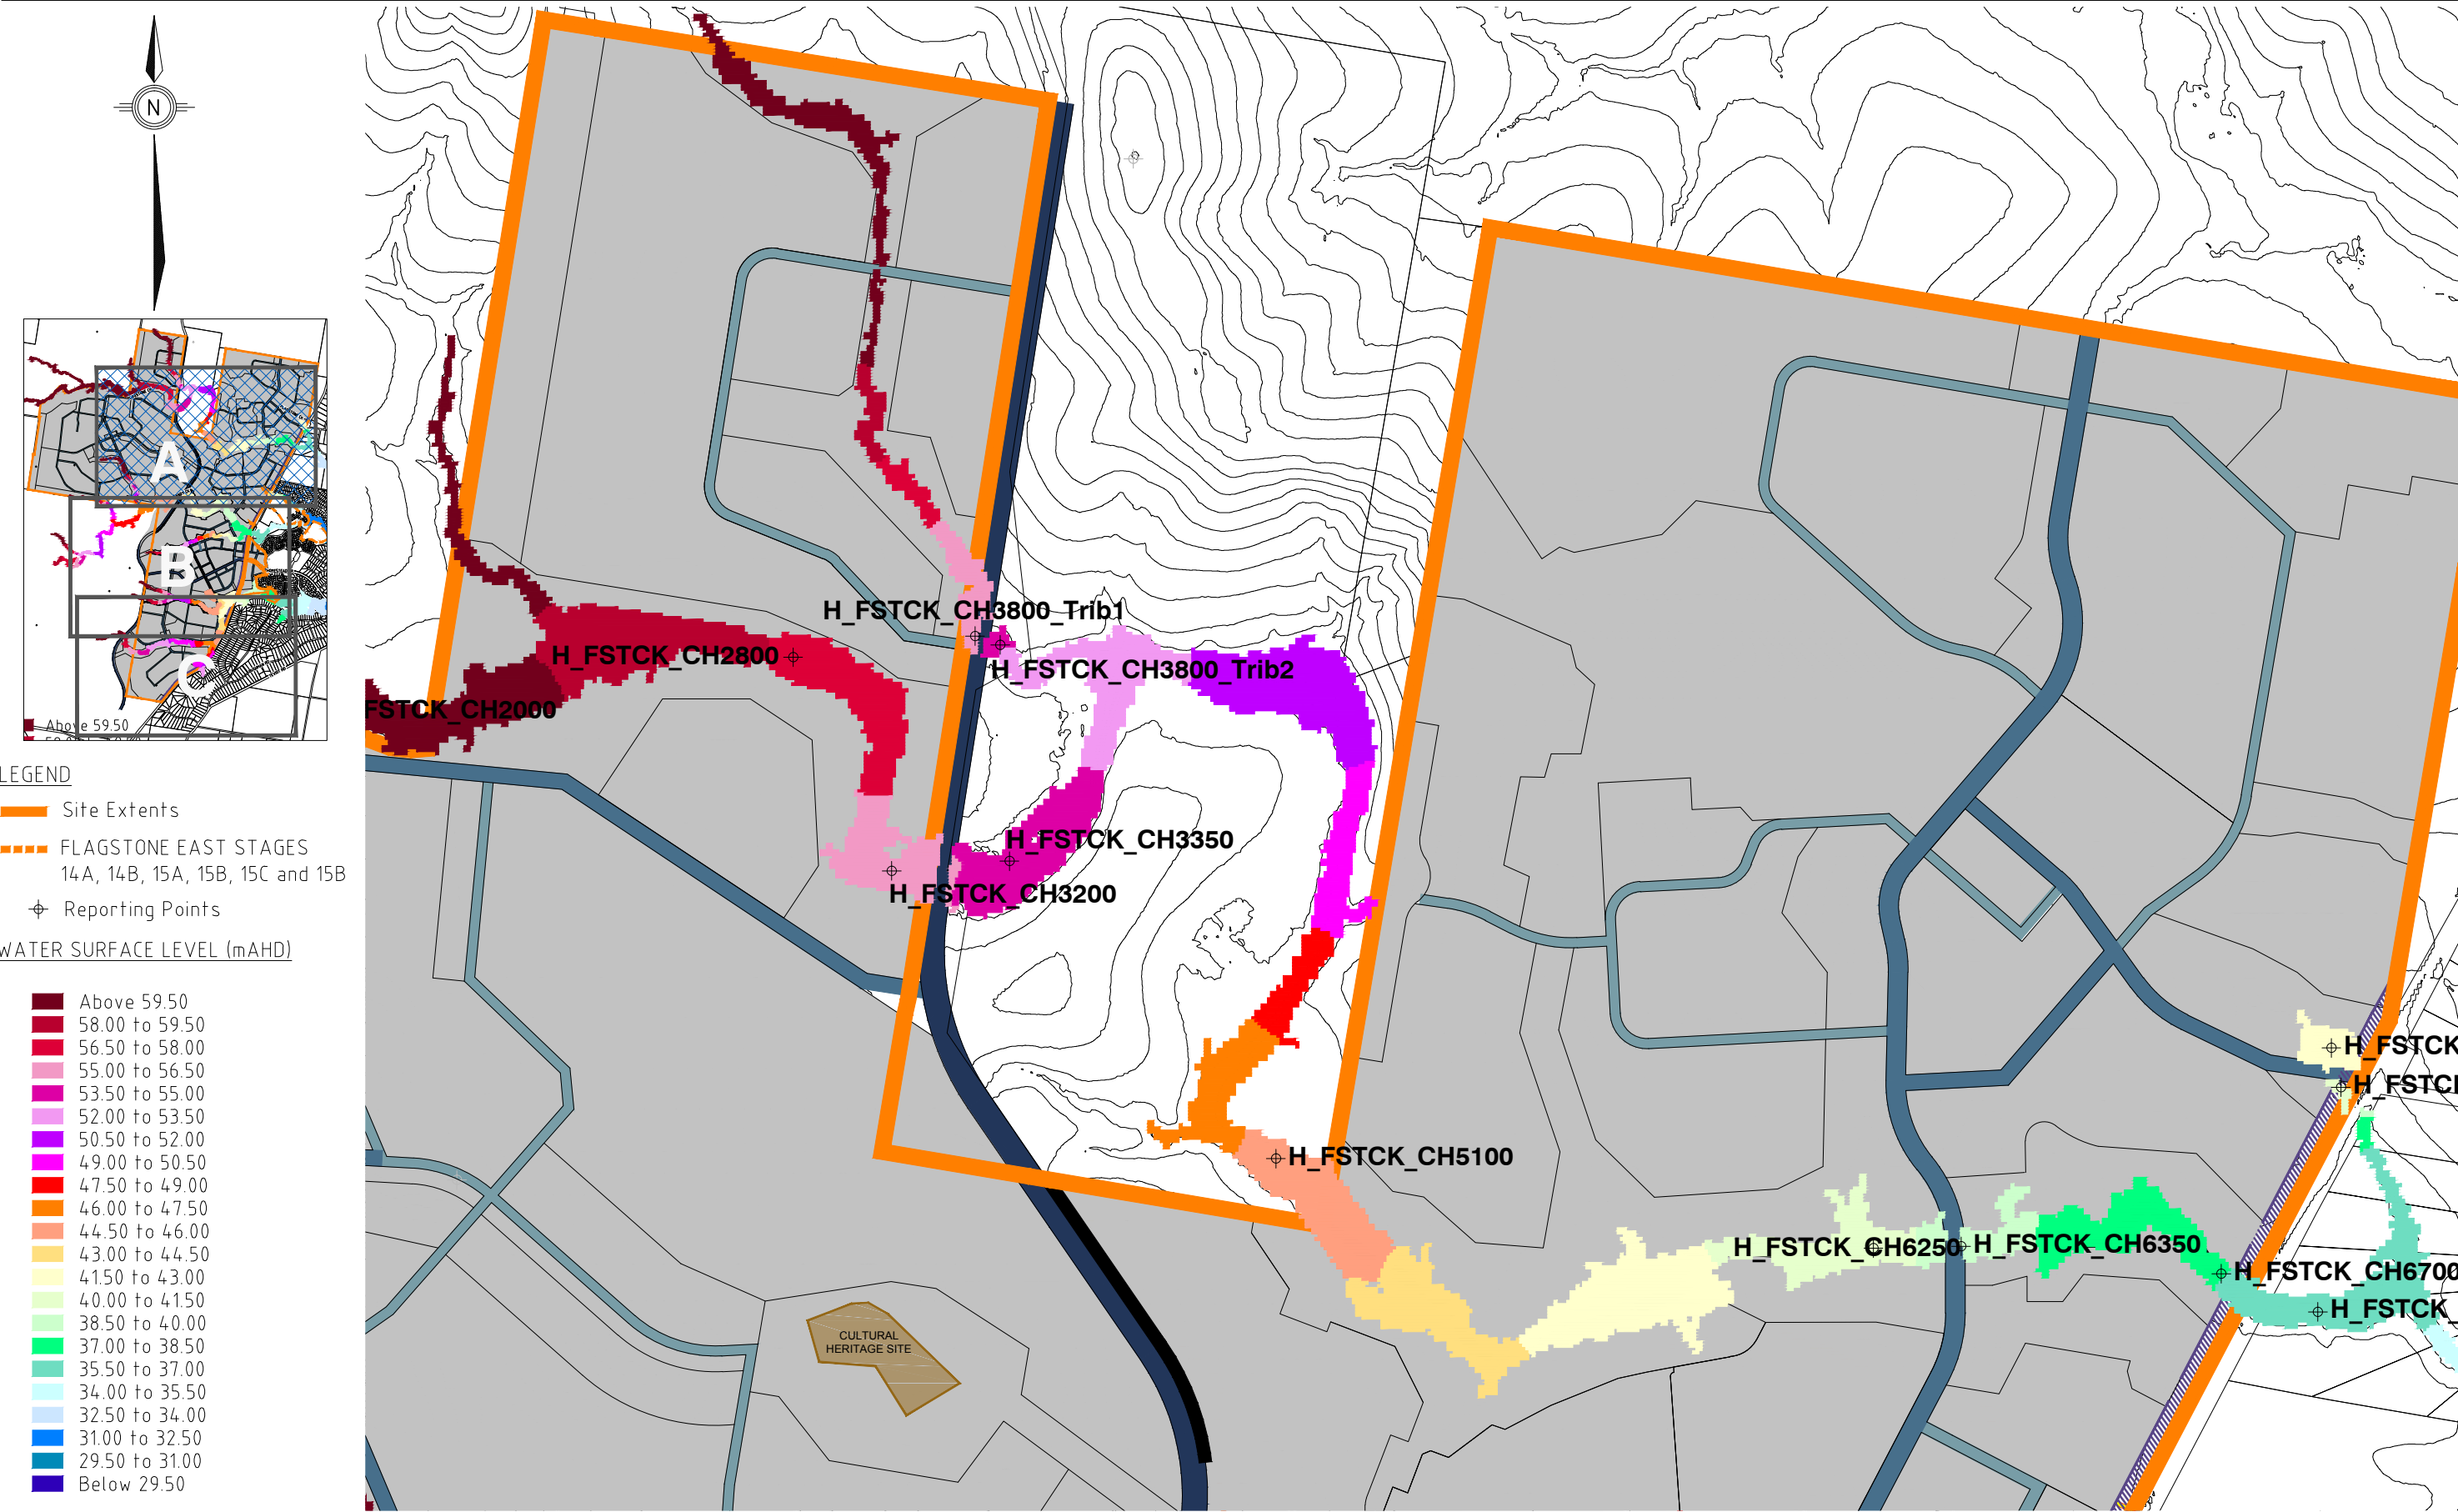 N
A
B
C
Above 59.50
LEGEND
Site Extents
FLAGSTONE EAST STAGES
14A, 14B, 15A, 15B, 15C and 15B
Reporting Points
WATER SURFACE LEVEL (mAHD)
Above 59.50
58.00 to 59.50
56.50 to 58.00
55.00 to 56.50
53.50 to 55.00
52.00 to 53.50
50.50 to 52.00
49.00 to 50.50
47.50 to 49.00
46.00 to 47.50
44.50 to 46.00
43.00 to 44.50
41.50 to 43.00
40.00 to 41.50
38.50 to 40.00
37.00 to 38.50
35.50 to 37.00
34.00 to 35.50
32.50 to 34.00
31.00 to 32.50
29.50 to 31.00
Below 29.50
H_FSTCK_CH3800_Trib1
H_FSTCK_CH2800
H_FSTCK_CH3800_Trib2
FSTCK_CH2000
H_FSTCK_CH3350
H_FSTCK_CH3200
H_FSTCK
H_FSTCK
H_FSTCK_CH5100
H_FSTCK_CH6250
H_FSTCK_CH6350
H_FSTCK_CH6700
H_FSTCK_
CULTURAL
HERITAGE SITE